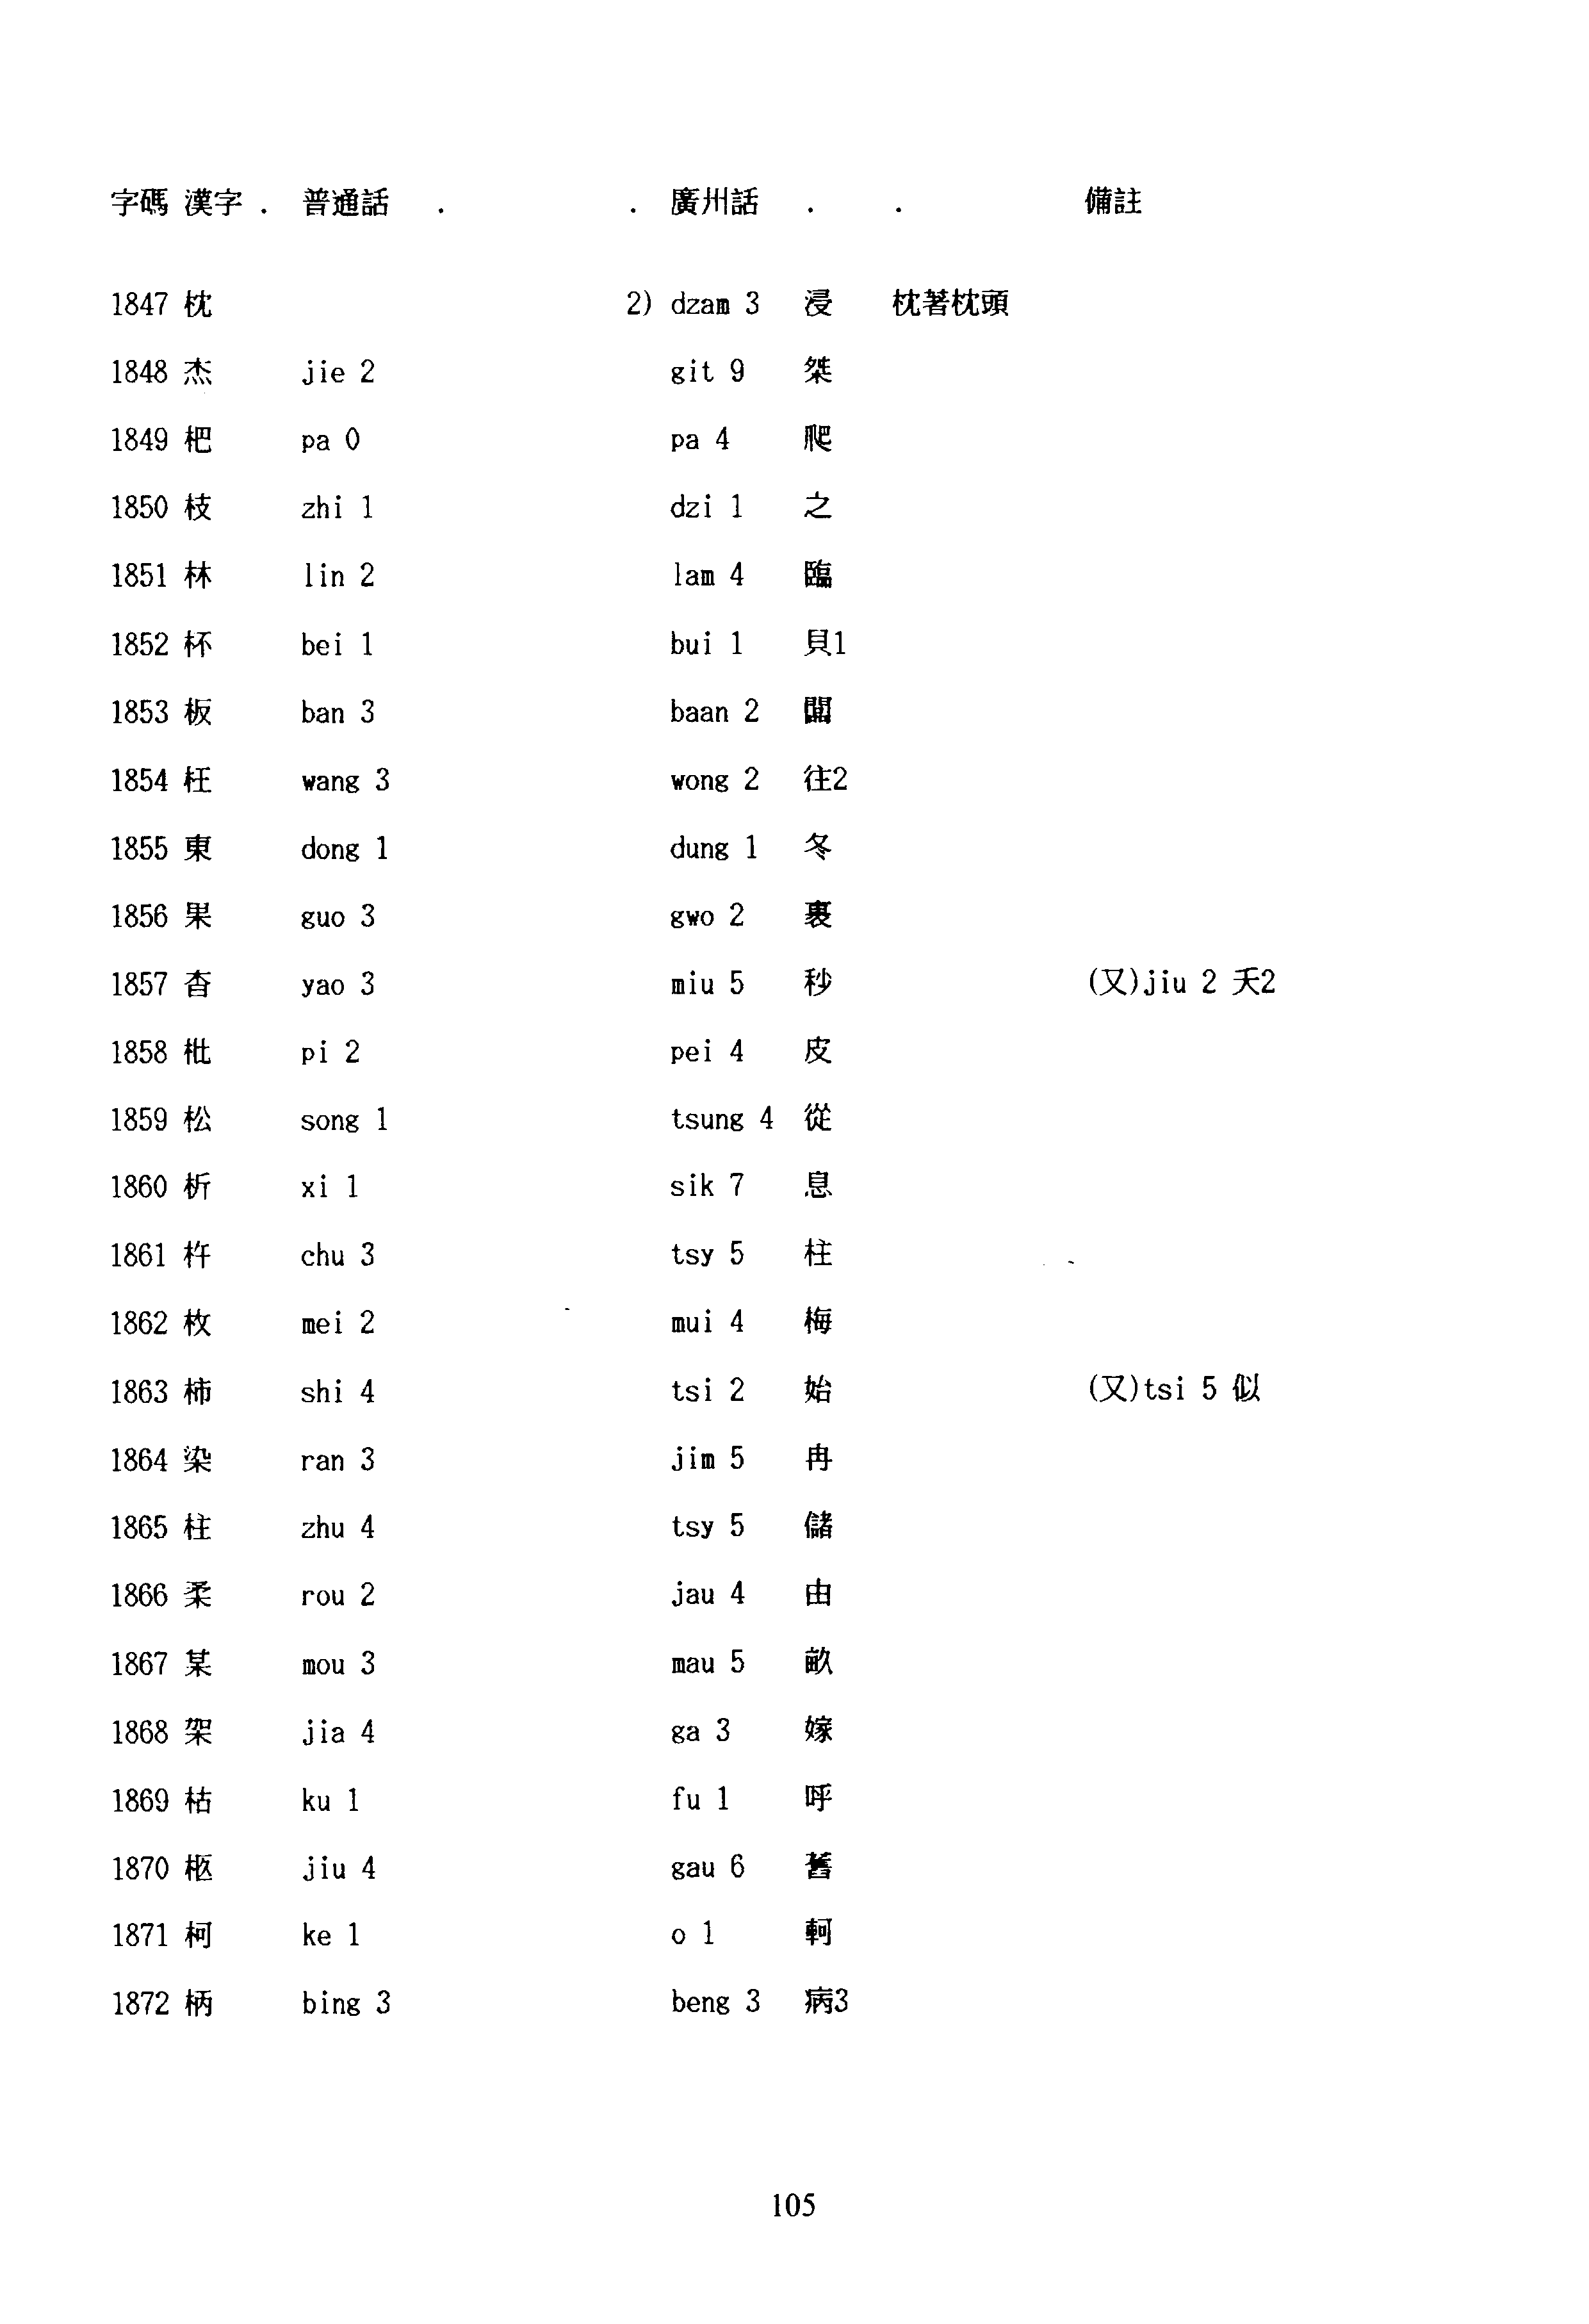 字碼 漢字 . 普通話 . . 廣州話 . . 備註
1847 枕 2) dzam 3 浸 枕著枕頭
1848 杰 jie 2 git 9 桀
1849 杷 pa 0 pa 4 爬
1850 枝 zhi 1 dzi 1 之
1851 林 lin 2 lam 4 臨
1852 杯 bei 1 bui 1 貝1
1853 板 ban 3 baan 2 闆
1854 枉 wang 3 wong 2 往2
1855 東 dong 1 dung 1 冬
1856 果 guo 3 gwo 2 裹
1857 杳 yao 3 miu 5 秒 (又)jiu 2 夭2
1858 枇 pi 2 pei 4 皮
1859 松 song 1 tsung 4 從
1860 析 xi 1 sik 7 息
1861 杵 chu 3 tsy 5 柱
1862 枚 mei 2 mui 4 梅
1863 柿 shi 4 tsi 2 始 (又)tsi 5 似
1864 染 ran 3 jim 5 冉
1865 柱 zhu 4 tsy 5 儲
1866 柔 rou 2 jau 4 由
1867 某 mou 3 mau 5 畝
1868 架 jia 4 ga 3 嫁
1869 枯 ku 1 fu 1 呼
1870 柩 jiu 4 gau 6 舊
1871 柯 ke 1 o 1 軻
1872 柄 bing 3 beng 3 病3
105